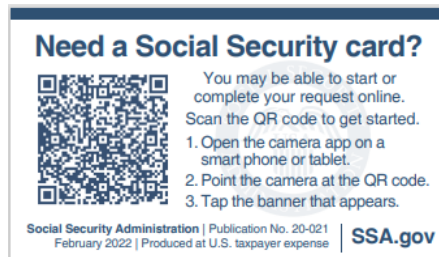 Need a Social Security card?
You may be able to start or
complete your request online.
Scan the QR code to get started.
1. Open the camera app on a
smart phone or tablet.
2. Point the camera at the QR code.
3. Tap the banner that appears.
Social Security Administration | Publication No. 20-021
February 2022 | Produced at U.S. taxpayer expense
SSA.gov